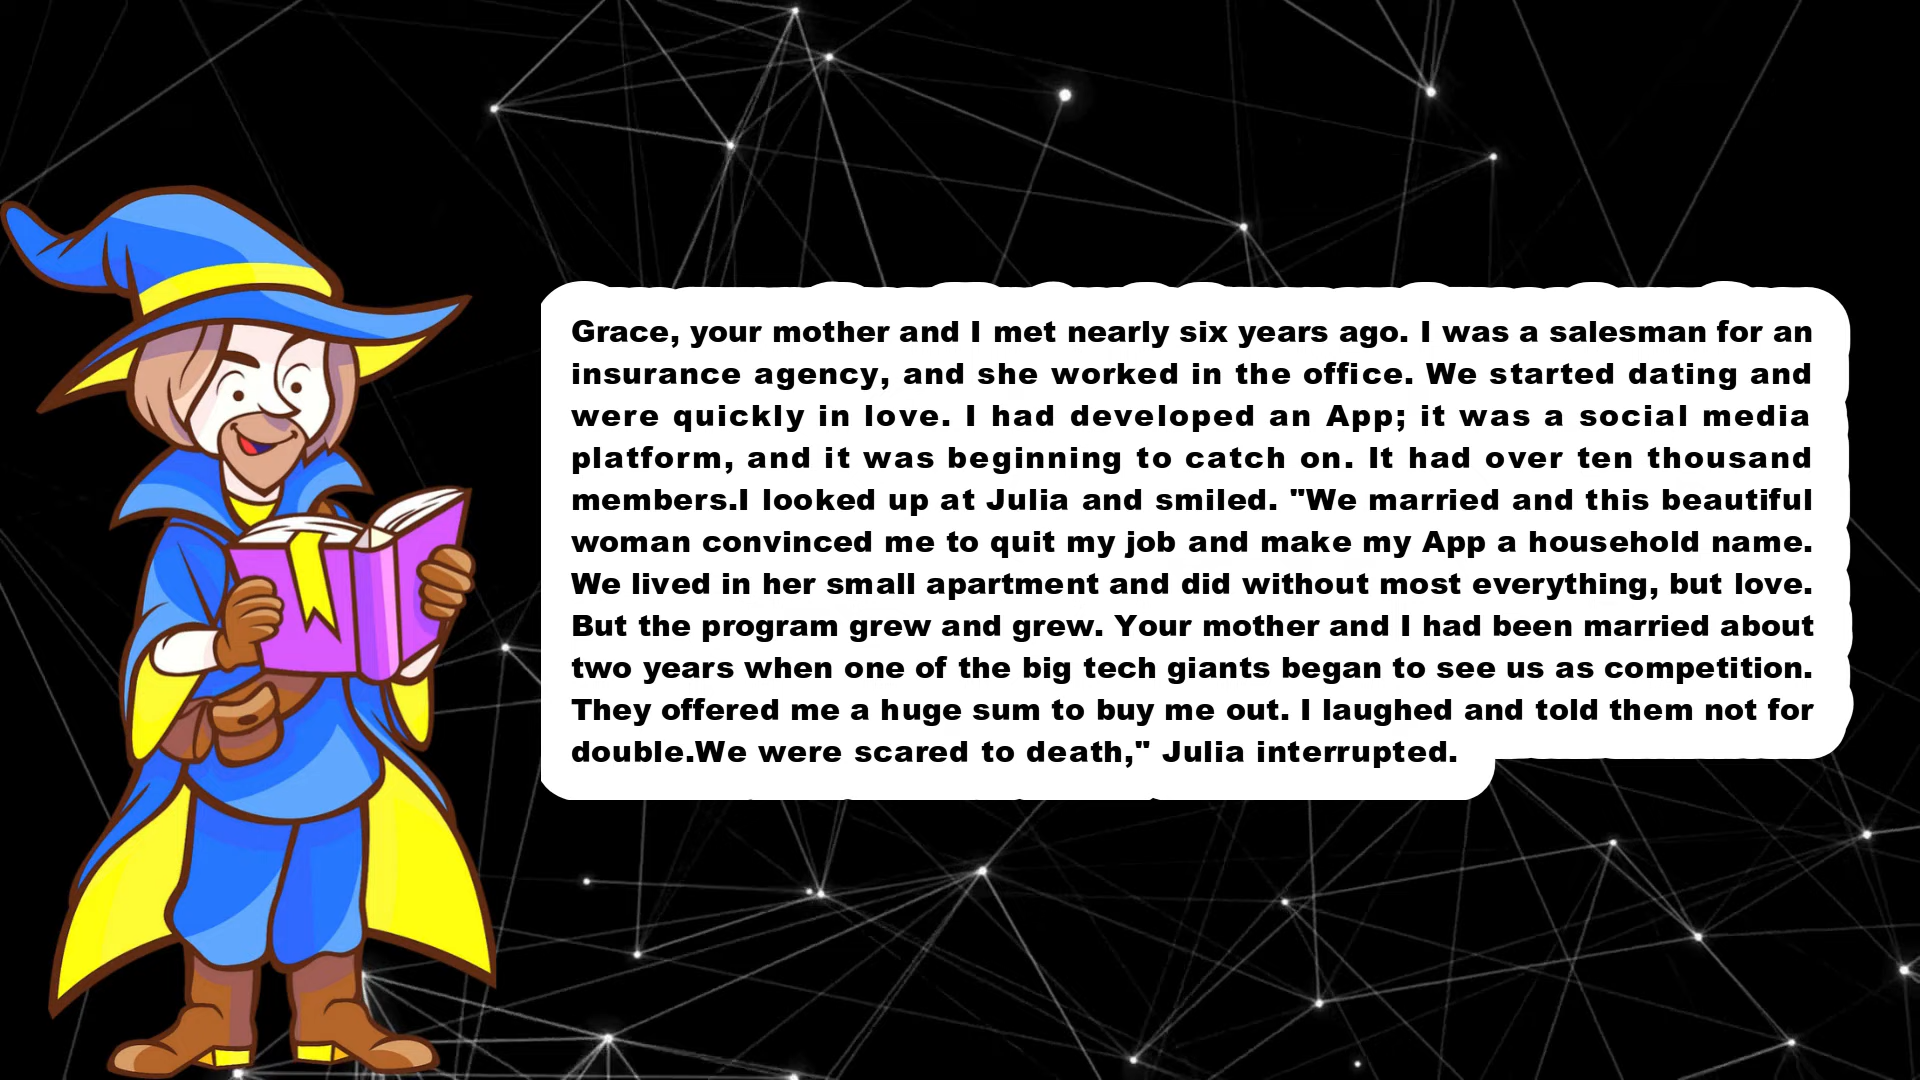 Grace, your mother and I met nearly six years ago. I was a salesman for an
insurance agency, and she worked in the office. We started dating and
were quickly in love. I had developed an App; it was a social media
platform, and it was beginning to catch on. It had over ten thousand
members.I looked up at Julia and smiled. "We married and this beautiful
woman convinced me to quit my job and make my App a household name.
We lived in her small apartment and did without most everything, but love.
But the program grew and grew. Your mother and I had been married about
two years when one of the big tech giants began to see us as competition.
They offered me a huge sum to buy me out. I laughed and told them not for
double.We were scared to death," Julia interrupted.